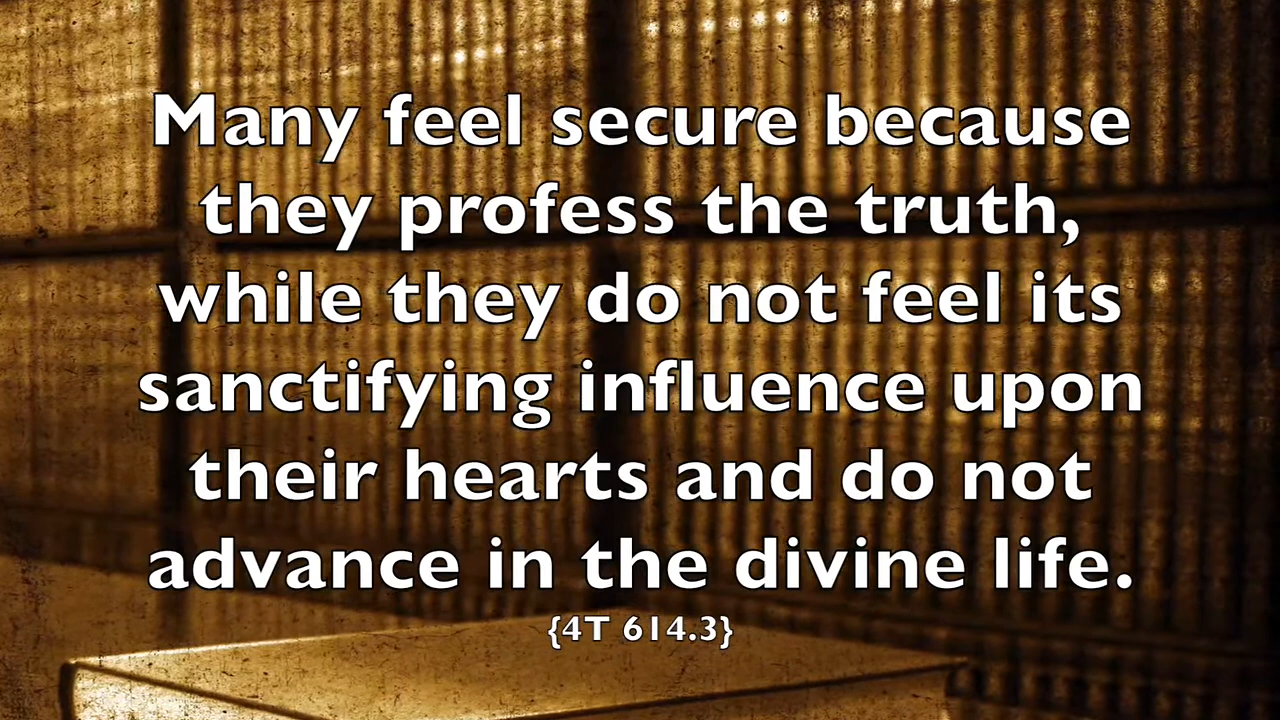 Many feel secure because
they profess the truth,
while they do not feel its
sanctifying influence upon
their hearts and do not
advance in the divine life.
{4T 614.3}